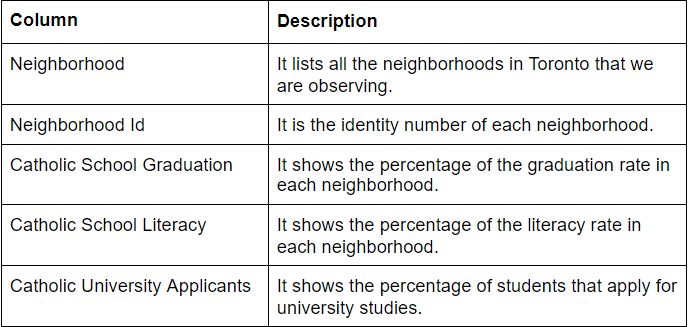 Column Description
Neighborhood It lists all the neighborhoods in Toronto that we
are observing.
Neighborhood Id It is the identity number of each neighborhood.
Catholic School Graduation It shows the percentage of the graduation rate in
each neighborhood.
Catholic School Literacy It shows the percentage of the literacy rate in
each neighborhood.
Catholic University Applicants It shows the percentage of students that apply for
university studies.